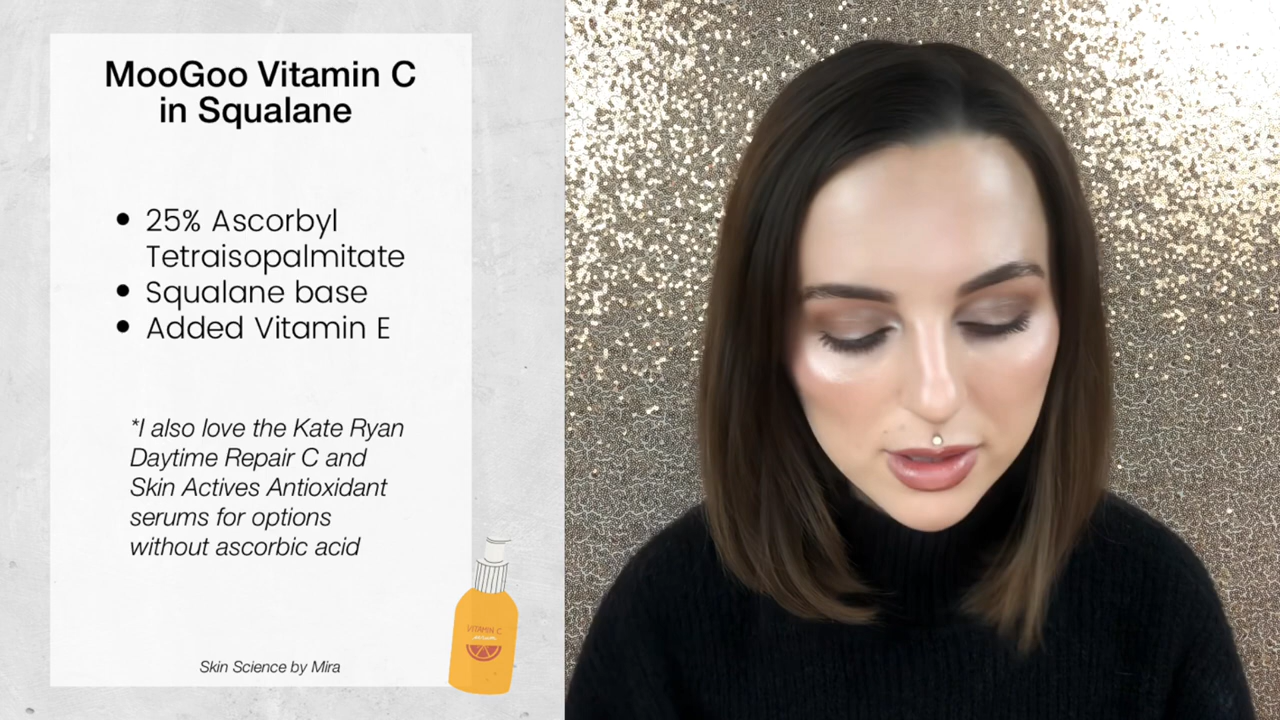 MooGoo Vitamin C
in Squalane
25% Ascorbyl
Tetraisopalmitate
Squalane base
Added Vitamin E
*I also love the Kate Ryan
Daytime Repair C and
Skin Actives Antioxidant
serums for options
without ascorbic acid
VITAMIN C
Skin Science by Mira